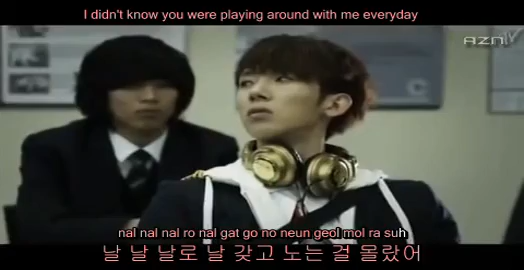 I didn't know you were playing around with me everyday
AZN TV
nal nal nal ro nal gat go no neun geol mol ra suh
날 날 날로 날 갖고 노는 걸 몰랐어